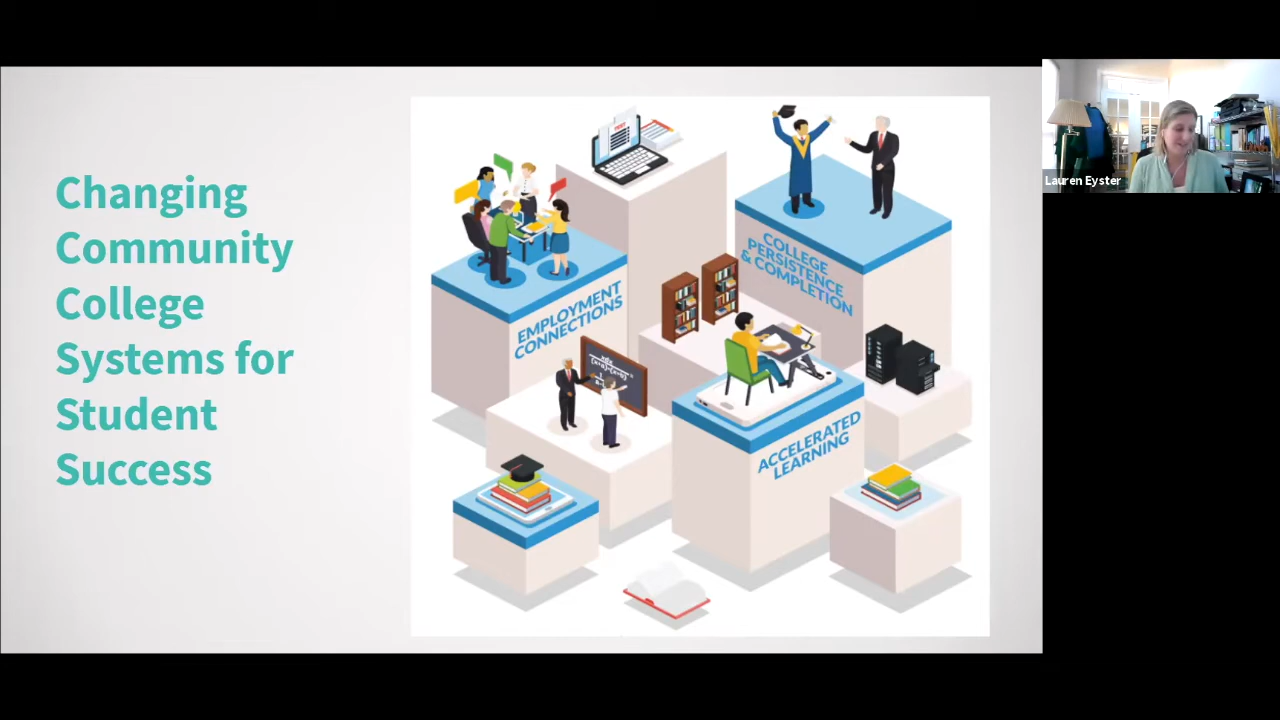 Changing
Community
College
Systems for
Student
Success
EMPLOYMENT
CONNECTIONS
COLLEGE
PERSISTENCE
& COMPLETION
ACCELERATED
LEARNING
Lauren Eyster